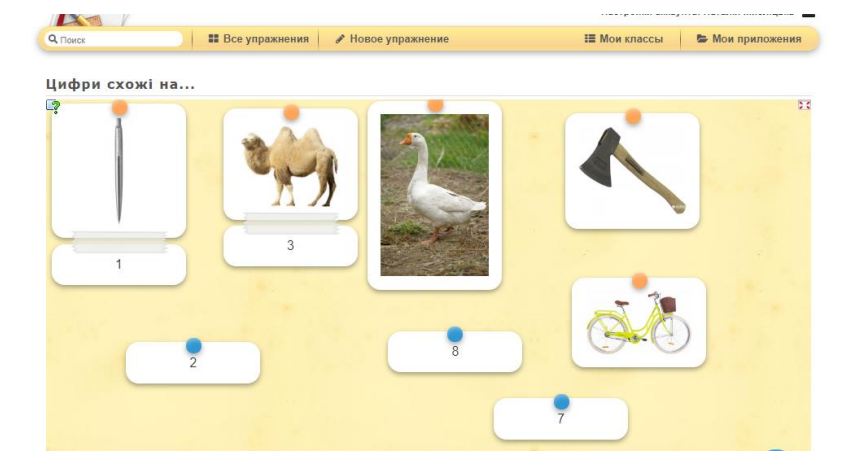 Поиск
Все упражнения
Новое упражнение
Мои классы
Мои приложения
Цифри схожі на...
1
3
2
8
7